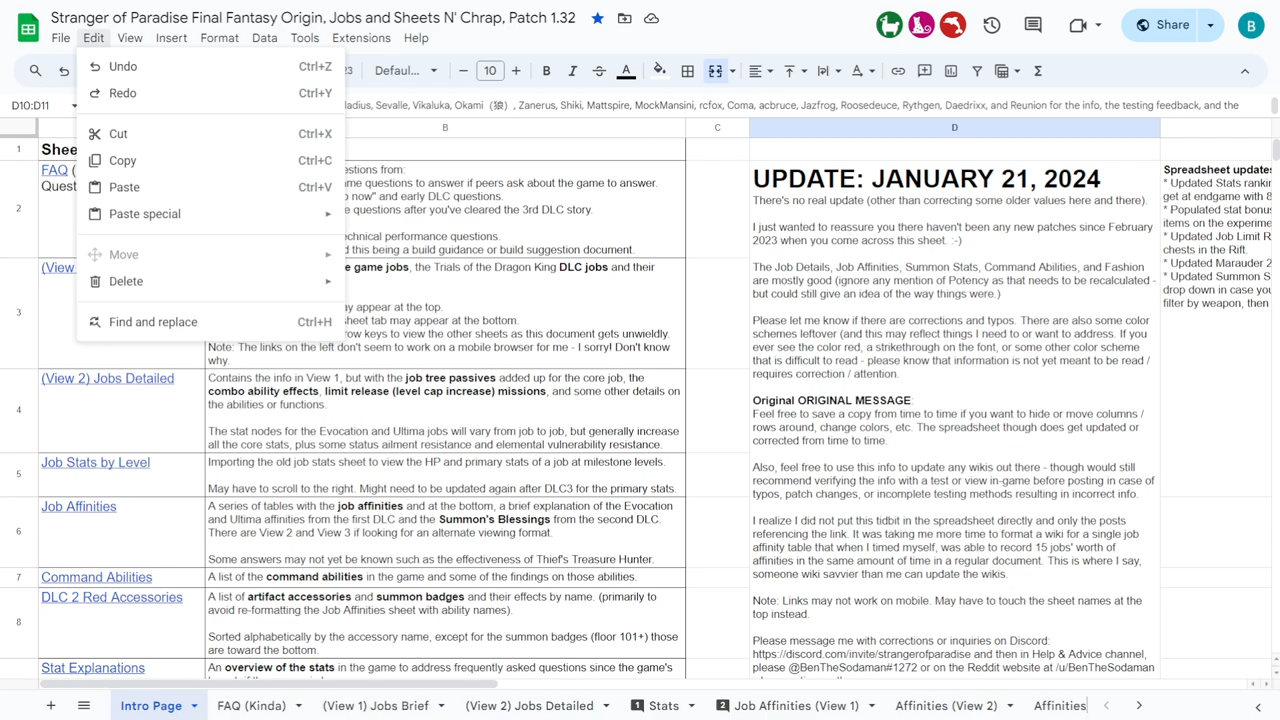 Stranger of Paradise Final Fantasy Origin, Jobs and Sheets N' Chrap, Patch 1.32
File Edit View Insert Format Data Tools Extensions Help
Share
B
Undo Ctrl+Z
Redo Ctrl+Y
Cut Ctrl+X
Copy Ctrl+C
Paste Ctrl+V
Paste special
Move
Delete
Find and replace Ctrl+H
23 Defaul... 10 B I A
D10:D11
ladius, Sevalle, Vikaluka, Okami (狼), Zanerus, Shiki, Mattspire, MockMansini, rcfox, Coma, acbruce, Jazfrog, Roosedeuce, Rythgen, Daedrixx, and Reunion for the info, the testing feedback, and the
B C D
1 Shee
2 FAQ (
Quest
estions from:
me questions to answer if peers ask about the game to answer.
o now" and early DLC questions.
e questions after you've cleared the 3rd DLC story.
echnical performance questions.
d this being a build guidance or build suggestion document.
3 (View
e game jobs, the Trials of the Dragon King DLC jobs and their
ay appear at the top.
sheet tab may appear at the bottom.
row keys to view the other sheets as this document gets unwieldly.
Note: The links on the left don't seem to work on a mobile browser for me - I sorry! Don't know
why.
4 (View 2) Jobs Detailed
Contains the info in View 1, but with the job tree passives added up for the core job, the
combo ability effects, limit release (level cap increase) missions, and some other details on
the abilities or functions.
The stat nodes for the Evocation and Ultima jobs will vary from job to job, but generally increase
all the core stats, plus some status ailment resistance and elemental vulnerability resistance.
5 Job Stats by Level
Importing the old job stats sheet to view the HP and primary stats of a job at milestone levels.
May have to scroll to the right. Might need to be updated again after DLC3 for the primary stats.
6 Job Affinities
A series of tables with the job affinities and at the bottom, a brief explanation of the Evocation
and Ultima affinities from the first DLC and the Summon's Blessings from the second DLC.
There are View 2 and View 3 if looking for an alternate viewing format.
Some answers may not yet be known such as the effectiveness of Thief's Treasure Hunter.
7 Command Abilities
A list of the command abilities in the game and some of the findings on those abilities.
8 DLC 2 Red Accessories
A list of artifact accessories and summon badges and their effects by name. (primarily to
avoid re-formatting the Job Affinities sheet with ability names).
Sorted alphabetically by the accessory name, except for the summon badges (floor 101+) those
are toward the bottom.
Stat Explanations
An overview of the stats in the game to address frequently asked questions since the game's
UPDATE: JANUARY 21, 2024
There's no real update (other than correcting some older values here and there).
I just wanted to reassure you there haven't been any new patches since February
2023 when you come across this sheet. :-)
The Job Details, Job Affinities, Summon Stats, Command Abilities, and Fashion
are mostly good (ignore any mention of Potency as that needs to be recalculated -
but could still give an idea of the way things were.)
Please let me know if there are corrections and typos. There are also some color
schemes leftover (and this may reflect things I need to or want to address. If you
ever see the color red, a strikethrough on the font, or some other color scheme
that is difficult to read - please know that information is not yet meant to be read /
requires correction / attention.
Original ORIGINAL MESSAGE:
Feel free to save a copy from time to time if you want to hide or move columns /
rows around, change colors, etc. The spreadsheet though does get updated or
corrected from time to time.
Also, feel free to use this info to update any wikis out there - though would still
recommend verifying the info with a test or view in-game before posting in case of
typos, patch changes, or incomplete testing methods resulting in incorrect info.
I realize I did not put this tidbit in the spreadsheet directly and only the posts
referencing the link. It was taking me more time to format a wiki for a single job
affinity table that when I timed myself, was able to record 15 jobs' worth of
affinities in the same amount of time in a regular document. This is where I say,
someone wiki savvier than me can update the wikis.
Note: Links may not work on mobile. May have to touch the sheet names at the
top instead.
Please message me with corrections or inquiries on Discord:
https://discord.com/invite/strangerofparadise and then in Help & Advice channel,
please @BenTheSodaman#1272 or on the Reddit website at /u/BenTheSodaman
Spreadsheet updates
* Updated Stats rankin
get at endgame with 8
* Populated stat bonus
items on the experime
* Updated Job Limit R
chests in the Rift.
* Updated Marauder 2
* Updated Summon S
drop down in case you
filter by weapon, then
Intro Page FAQ (Kinda) (View 1) Jobs Brief (View 2) Jobs Detailed 1 Stats 2 Job Affinities (View 1) Affinities (View 2) Affinities